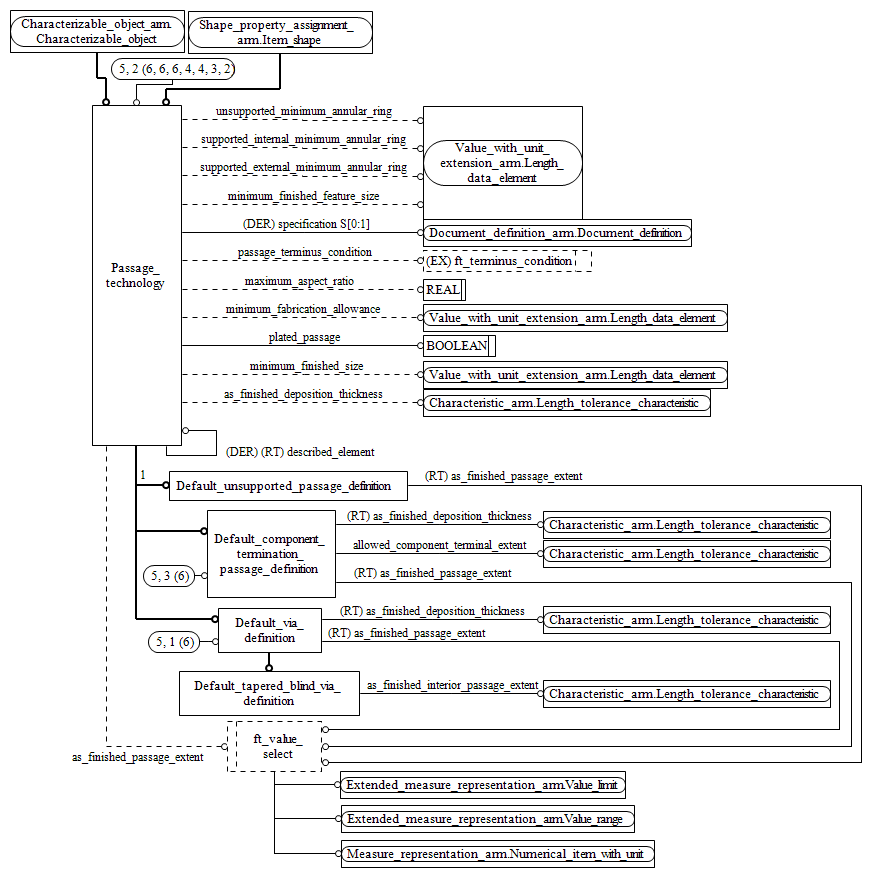 Characterizable_object_arm.
Characterizable_object
Shape_property_assignment_
arm.Item_shape
5, 2 (6, 6, 6, 4, 4, 3, 2)
unsupported_minimum_annular_ring
supported_internal_minimum_annular_ring
Value_with_unit_
extension_arm.Length_
data_element
supported_external_minimum_annular_ring
minimum_finished_feature_size
(DER) specification S[0:1]
Document_definition_arm.Document_definition
passage_terminus_condition
(EX) ft_terminus_condition
Passage_
technology
maximum_aspect_ratio
REAL
minimum_fabrication_allowance
Value_with_unit_extension_arm.Length_data_element
plated_passage
BOOLEAN
minimum_finished_size
Value_with_unit_extension_arm.Length_data_element
as_finished_deposition_thickness
Characteristic_arm.Length_tolerance_characteristic
(DER) (RT) described_element
1
Default_unsupported_passage_definition
(RT) as_finished_passage_extent
(RT) as_finished_deposition_thickness
Characteristic_arm.Length_tolerance_characteristic
Default_component_
termination_
passage_definition
allowed_component_terminal_extent
Characteristic_arm.Length_tolerance_characteristic
5, 3 (6)
(RT) as_finished_passage_extent
(RT) as_finished_deposition_thickness
Characteristic_arm.Length_tolerance_characteristic
Default_via_
definition
(RT) as_finished_passage_extent
5, 1 (6)
Default_tapered_blind_via_
definition
as_finished_interior_passage_extent
Characteristic_arm.Length_tolerance_characteristic
ft_value_
select
as_finished_passage_extent
Extended_measure_representation_arm.Value_limit
Extended_measure_representation_arm.Value_range
Measure_representation_arm.Numerical_item_with_unit